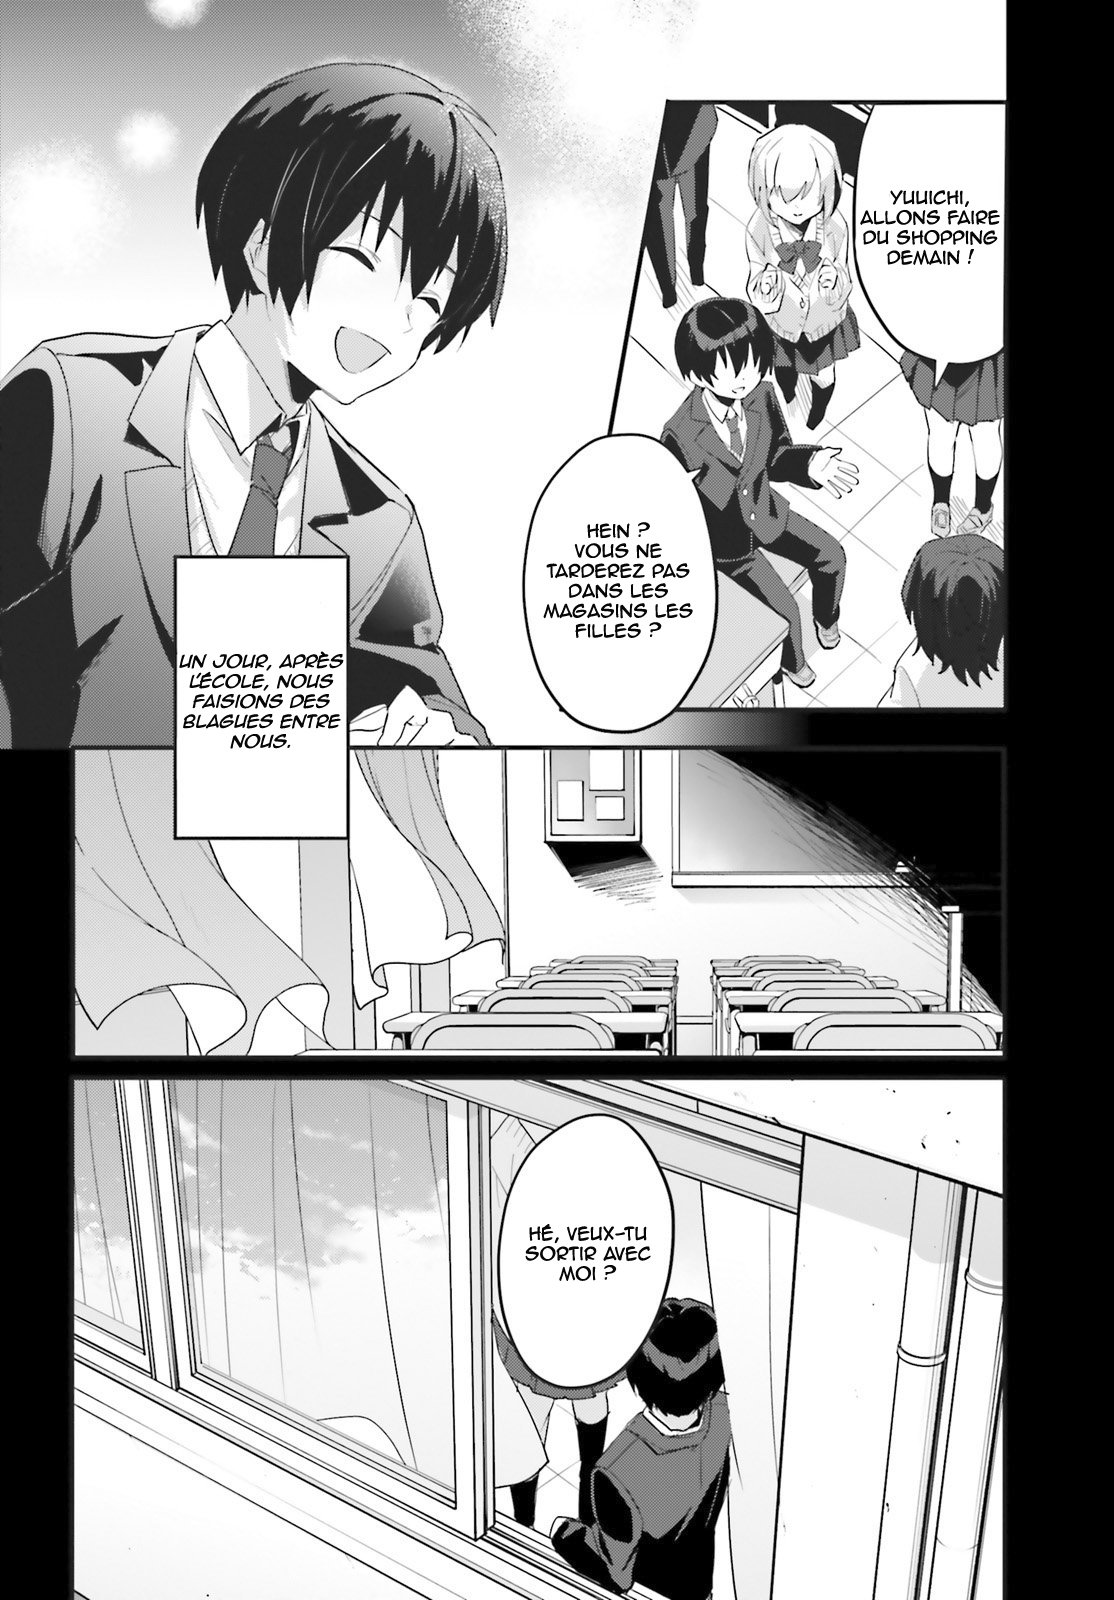 YUUICHI,
ALLONS FAIRE
DU SHOPPING
DEMAIN !
HEIN ?
VOUS NE
TARDEREZ PAS
DANS LES
MAGASINS LES
FILLES ?
UN JOUR, APRÈS
L'ÉCOLE, NOUS
FAISIONS DES
BLAGUES ENTRE
NOUS.
HÉ, VEUX-TU
SORTIR AVEC
MOI ?